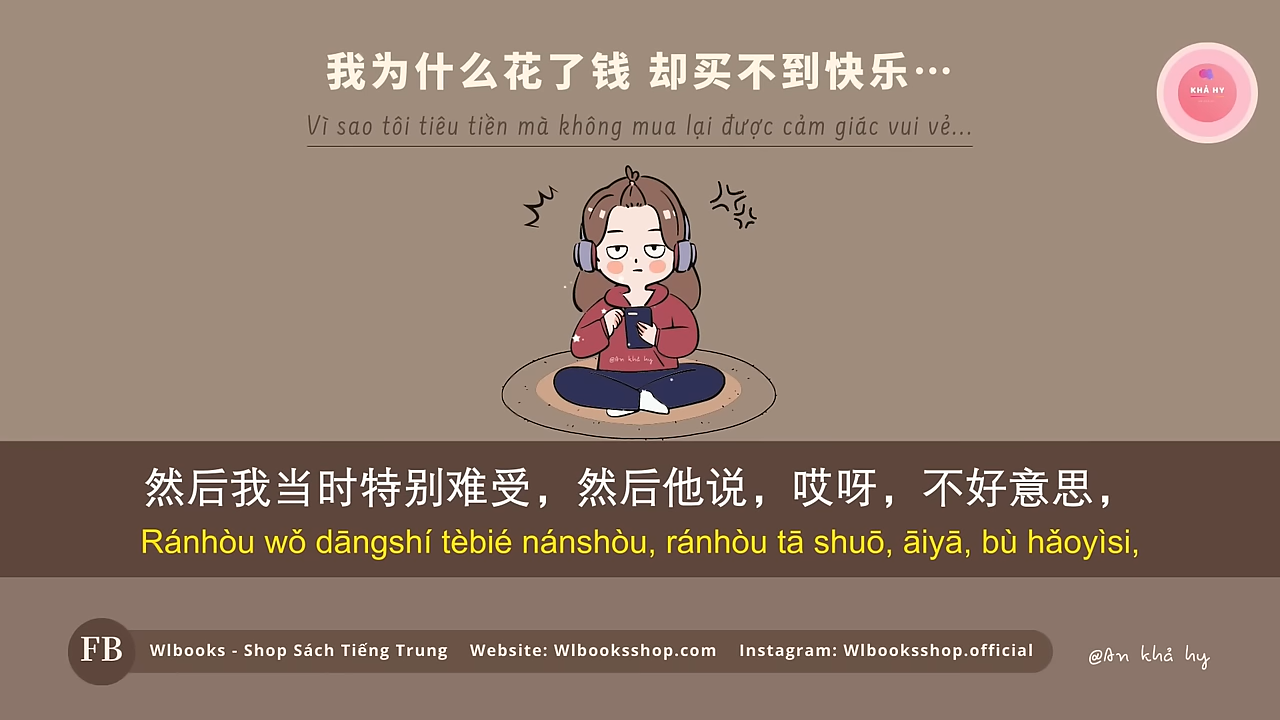 我为什么花了钱 却买不到快乐…
Vì sao tôi tiêu tiền mà không mua lại được cảm giác vui vẻ...
KHẢ HY
@An khả hy
然后我当时特别难受，然后他说，哎呀，不好意思，
Ránhòu wǒ dāngshí tèbié nánshòu, ránhòu tā shuō, āiyā, bù hǎoyìsi,
FB Wlbooks - Shop Sách Tiếng Trung Website: Wlbooksshop.com Instagram: Wlbooksshop.official
@An khả hy